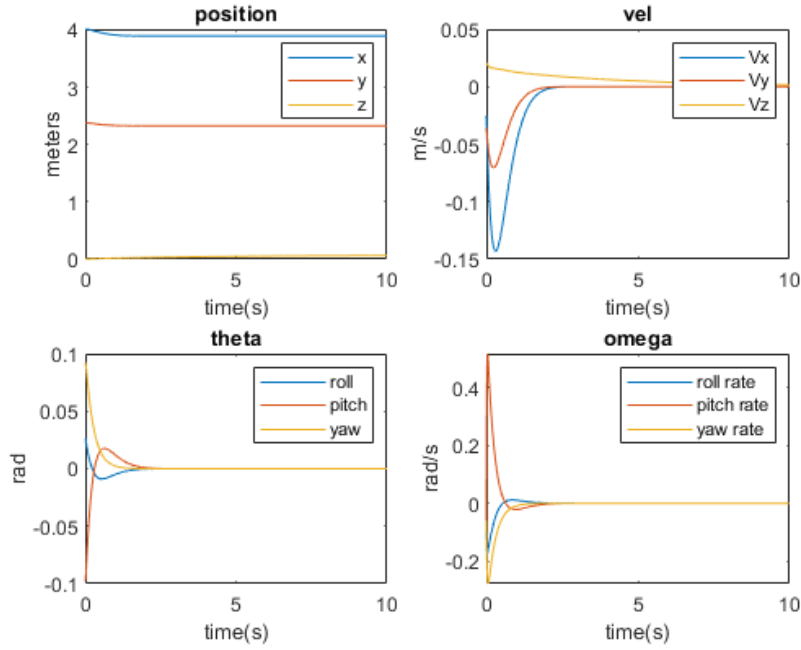 position
4
3
2
1
0
meters
x
y
z
0
5
10
time(s)
vel
0.05
0
-0.05
-0.1
-0.15
m/s
Vx
Vy
Vz
0
5
10
time(s)
theta
0.1
0.05
0
-0.05
-0.1
rad
roll
pitch
yaw
0
5
10
time(s)
omega
0.4
0.2
0
-0.2
rad/s
roll rate
pitch rate
yaw rate
0
5
10
time(s)